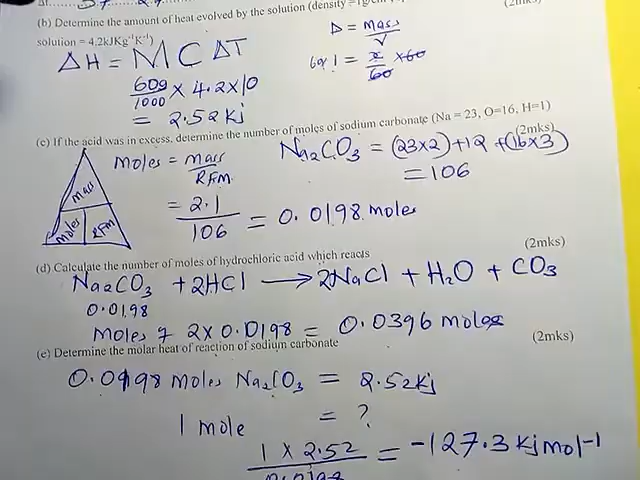 (b) Determine the amount of heat evolved by the solution (density =1g/cm
solution = 4.2kJKg⁻¹K⁻¹)
D = Mass
V
ΔH = M C ΔT
60g × 4.2×10
1000
60×1 = x ×60
60
= 2.52 Kj
(c) If the acid was in excess, determine the number of moles of sodium carbonate (Na = 23, O=16, H=1)
(2mks)
moles = mass
RFM
Na2CO3 = (23×2)+12 +(16×3)
= 106
mass
moles RFM
= 2.1 = 0.0198 moles
106
(d) Calculate the number of moles of hydrochloric acid which reacts
(2mks)
Na2CO3 + 2HCl → 2NaCl + H2O + CO3
0.0198
Moles 2×0.0198 = 0.0396 moles
(e) Determine the molar heat of reaction of sodium carbonate
(2mks)
0.0198 moles Na2CO3 = 2.52Kj
1 mole = ?
1 × 2.52 = -127.3 Kjmol-1